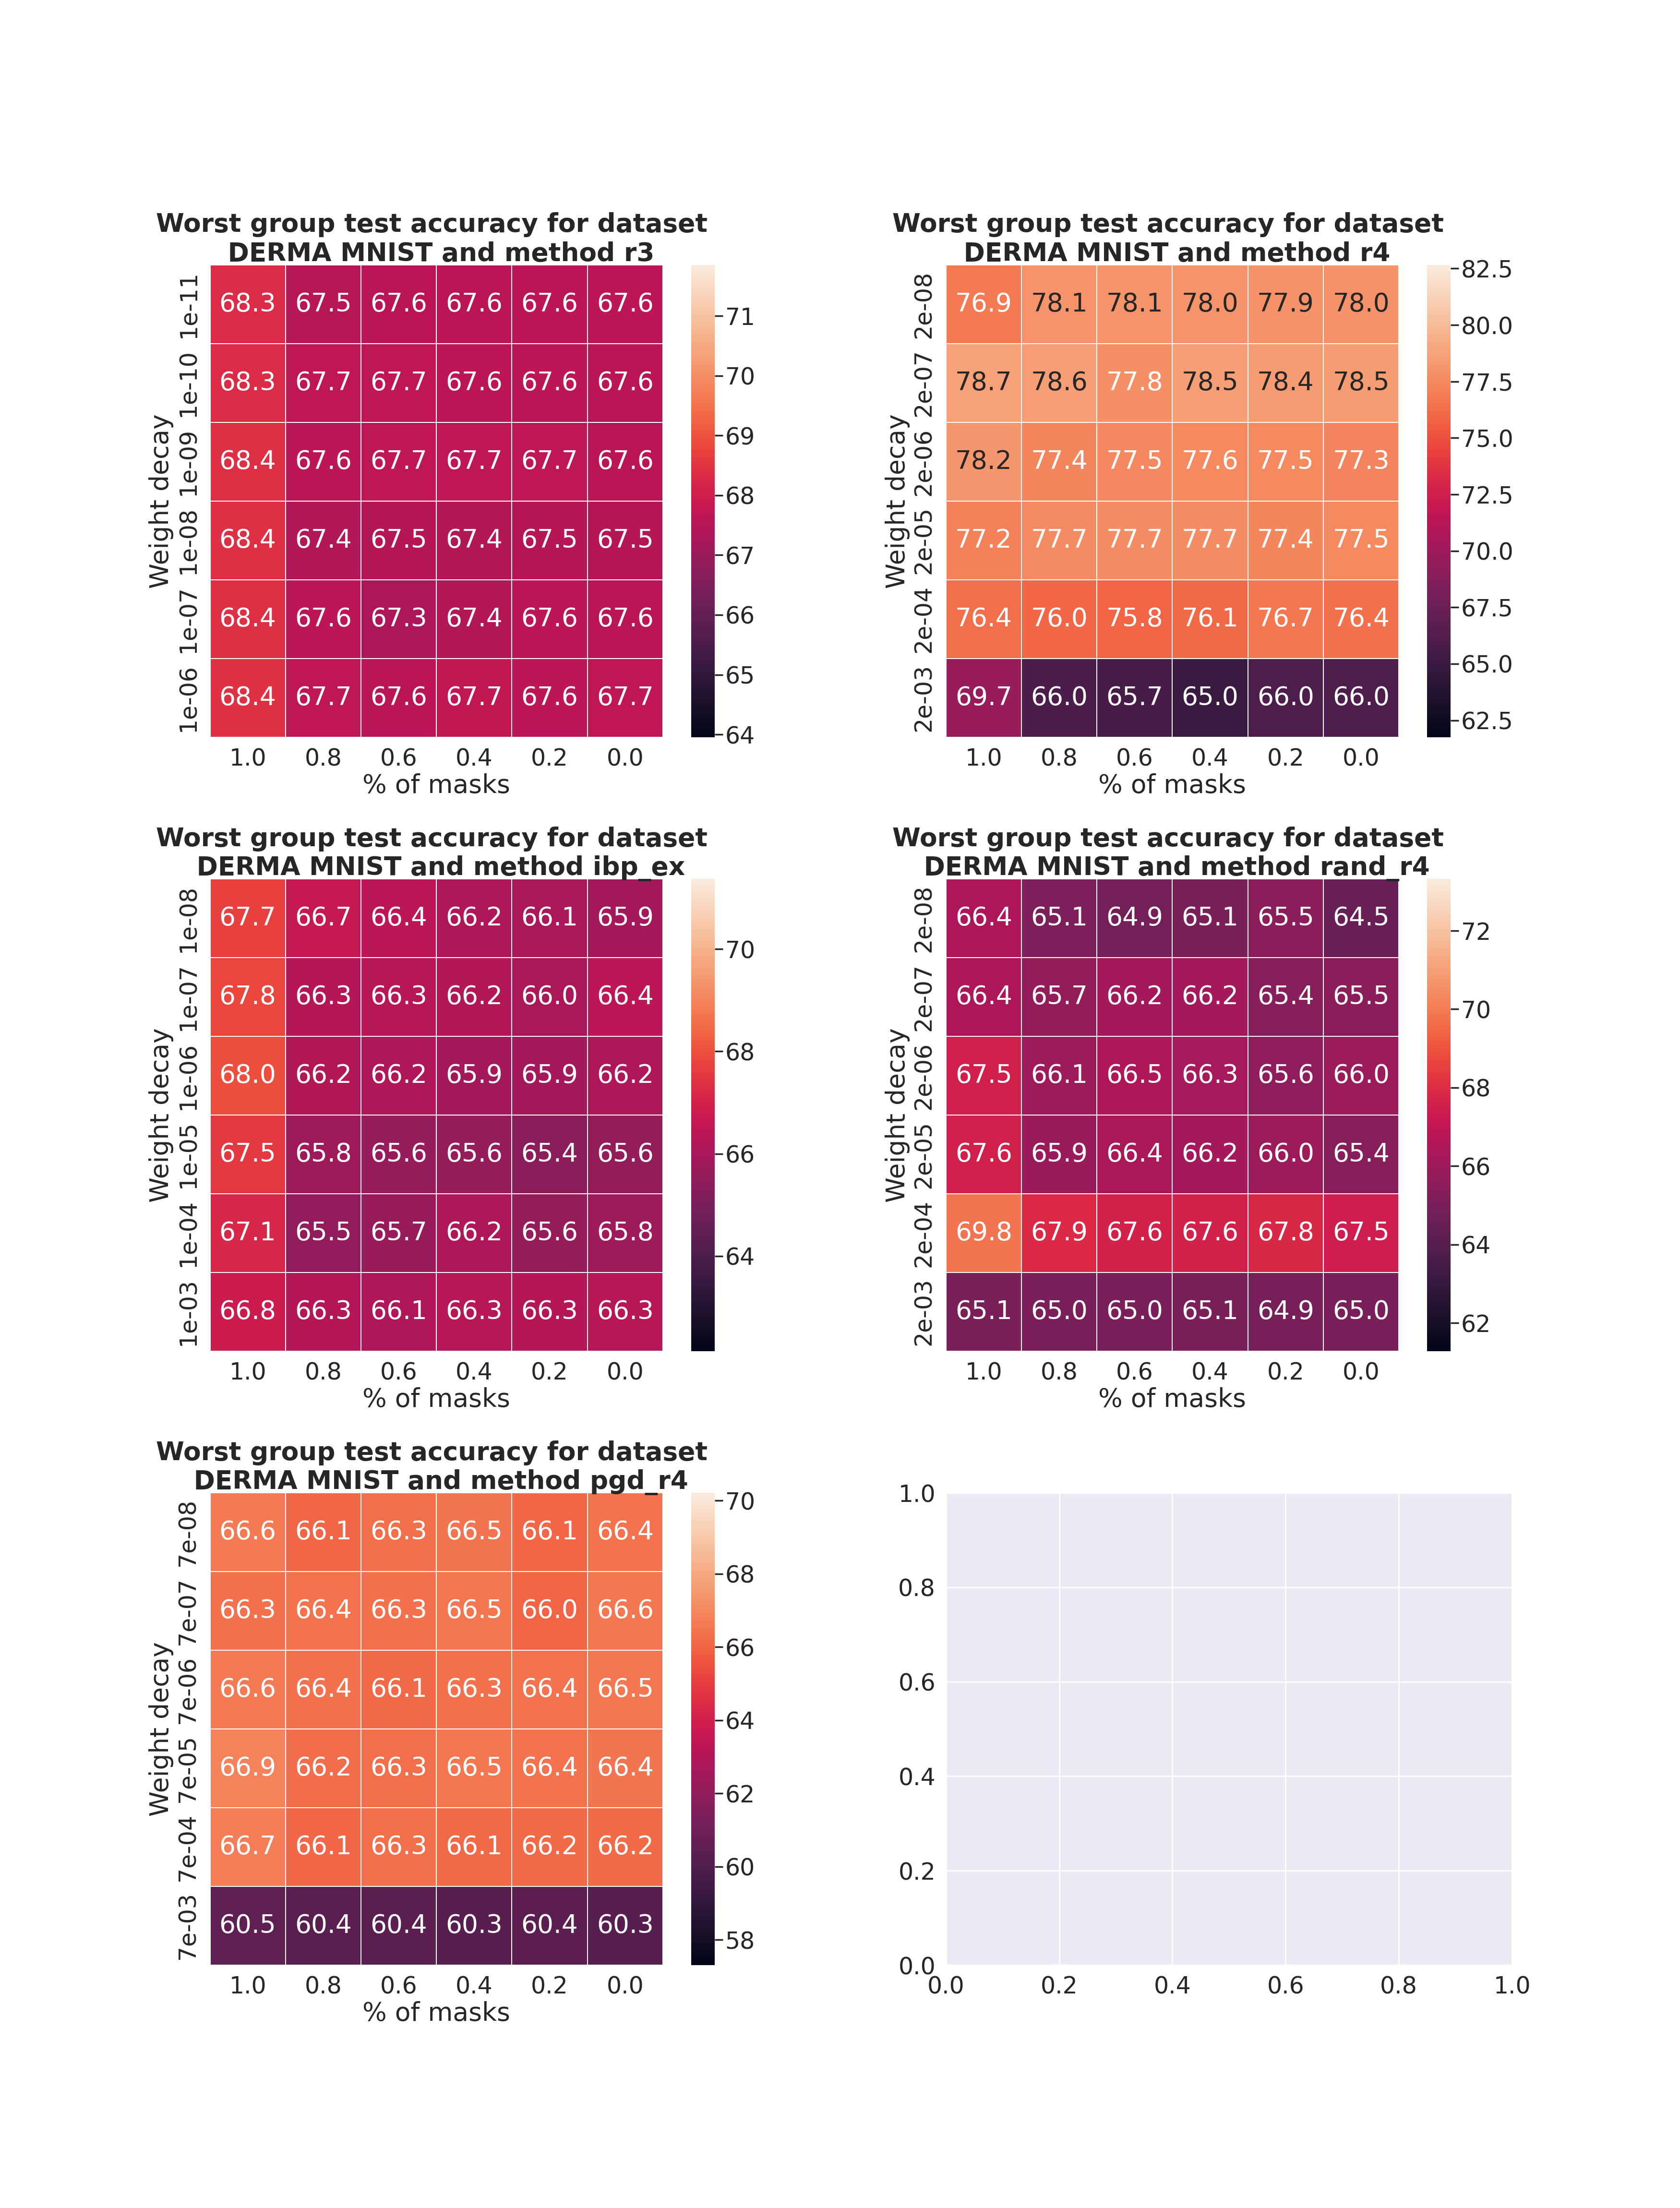 Worst group test accuracy for dataset
DERMA MNIST and method r3
Weight decay
1e-11 68.3 67.5 67.6 67.6 67.6 67.6
1e-10 68.3 67.7 67.7 67.6 67.6 67.6
1e-09 68.4 67.6 67.7 67.7 67.7 67.6
1e-08 68.4 67.4 67.5 67.4 67.5 67.5
1e-07 68.4 67.6 67.3 67.4 67.6 67.6
1e-06 68.4 67.7 67.6 67.7 67.6 67.7
1.0 0.8 0.6 0.4 0.2 0.0
% of masks
71
70
69
68
67
66
65
64
Worst group test accuracy for dataset
DERMA MNIST and method r4
Weight decay
2e-08 76.9 78.1 78.1 78.0 77.9 78.0
2e-07 78.7 78.6 77.8 78.5 78.4 78.5
2e-06 78.2 77.4 77.5 77.6 77.5 77.3
2e-05 77.2 77.7 77.7 77.7 77.4 77.5
2e-04 76.4 76.0 75.8 76.1 76.7 76.4
2e-03 69.7 66.0 65.7 65.0 66.0 66.0
1.0 0.8 0.6 0.4 0.2 0.0
% of masks
82.5
80.0
77.5
75.0
72.5
70.0
67.5
65.0
62.5
Worst group test accuracy for dataset
DERMA MNIST and method ibp_ex
Weight decay
1e-08 67.7 66.7 66.4 66.2 66.1 65.9
1e-07 67.8 66.3 66.3 66.2 66.0 66.4
1e-06 68.0 66.2 66.2 65.9 65.9 66.2
1e-05 67.5 65.8 65.6 65.6 65.4 65.6
1e-04 67.1 65.5 65.7 66.2 65.6 65.8
1e-03 66.8 66.3 66.1 66.3 66.3 66.3
1.0 0.8 0.6 0.4 0.2 0.0
% of masks
70
68
66
64
Worst group test accuracy for dataset
DERMA MNIST and method rand_r4
Weight decay
2e-08 66.4 65.1 64.9 65.1 65.5 64.5
2e-07 66.4 65.7 66.2 66.2 65.4 65.5
2e-06 67.5 66.1 66.5 66.3 65.6 66.0
2e-05 67.6 65.9 66.4 66.2 66.0 65.4
2e-04 69.8 67.9 67.6 67.6 67.8 67.5
2e-03 65.1 65.0 65.0 65.1 64.9 65.0
1.0 0.8 0.6 0.4 0.2 0.0
% of masks
72
70
68
66
64
62
Worst group test accuracy for dataset
DERMA MNIST and method pgd_r4
Weight decay
7e-08 66.6 66.1 66.3 66.5 66.1 66.4
7e-07 66.3 66.4 66.3 66.5 66.0 66.6
7e-06 66.6 66.4 66.1 66.3 66.4 66.5
7e-05 66.9 66.2 66.3 66.5 66.4 66.4
7e-04 66.7 66.1 66.3 66.1 66.2 66.2
7e-03 60.5 60.4 60.4 60.3 60.4 60.3
1.0 0.8 0.6 0.4 0.2 0.0
% of masks
70
68
66
64
62
60
58
1.0
0.8
0.6
0.4
0.2
0.0
0.0 0.2 0.4 0.6 0.8 1.0